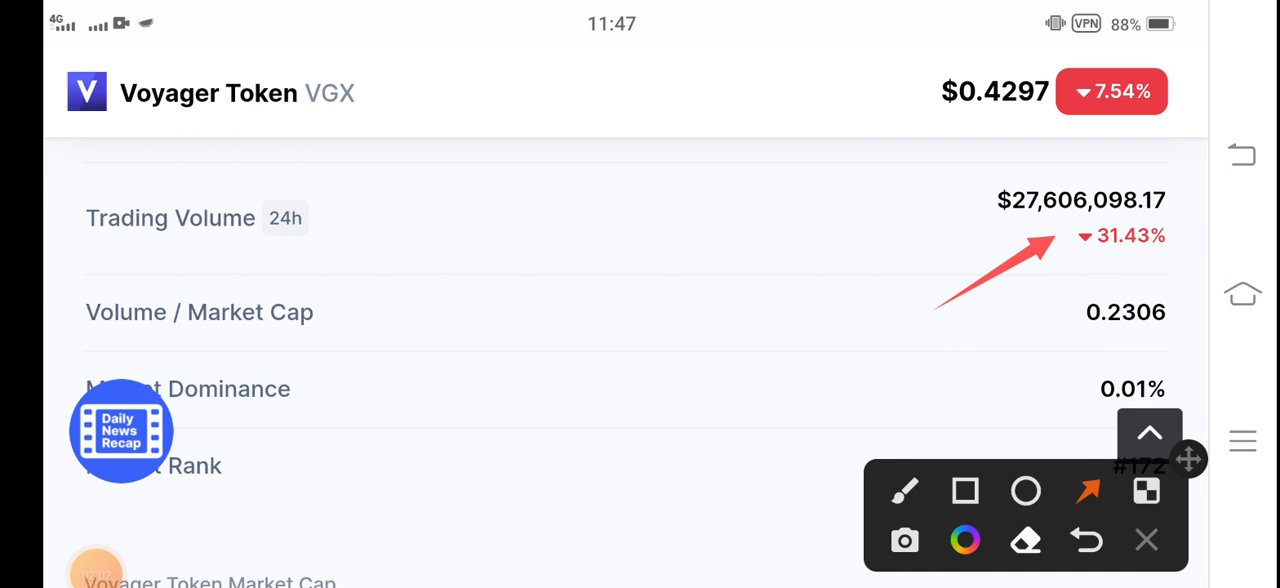 4G 11:47 VPN 88%
V Voyager Token VGX $0.4297 7.54%
Trading Volume 24h $27,606,098.17
31.43%
Volume / Market Cap 0.2306
Dominance 0.01%
Daily
News
Recap
Rank #172
02:02
Voyager Token Market Cap